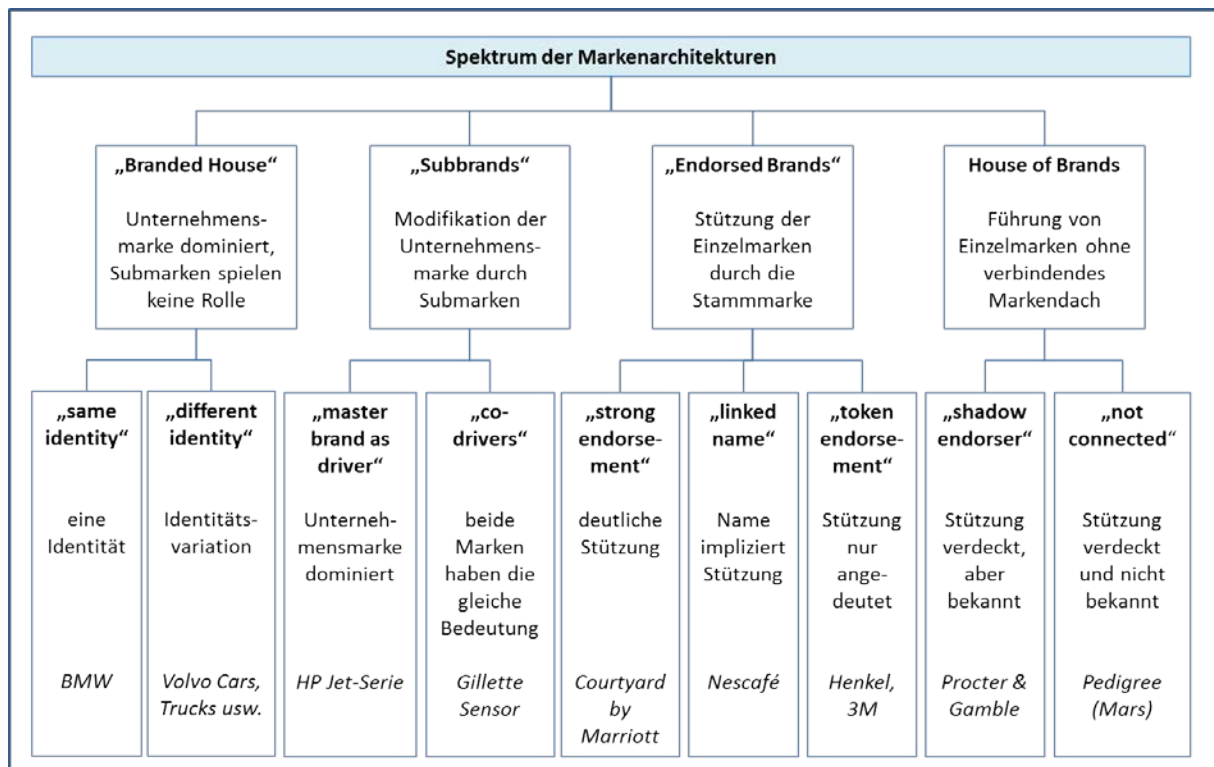 Spektrum der Markenarchitekturen
„Branded House“
Unternehmens-
marke dominiert,
Submarken spielen
keine Rolle
„Subbrands“
Modifikation der
Unternehmens-
marke durch
Submarken
„Endorsed Brands“
Stützung der
Einzelmarken
durch die
Stammmarke
House of Brands
Führung von
Einzelmarken ohne
verbindendes
Markendach
„same
identity“
eine
Identität
BMW
„different
identity“
Identitäts-
variation
Volvo Cars,
Trucks usw.
„master
brand as
driver“
Unterneh-
mensmarke
dominiert
HP Jet-Serie
„co-
drivers“
beide
Marken
haben die
gleiche
Bedeutung
Gillette
Sensor
„strong
endorse-
ment“
deutliche
Stützung
Courtyard
by
Marriott
„linked
name“
Name
impliziert
Stützung
Nescafé
„token
endorse-
ment“
Stützung
nur
ange-
deutet
Henkel,
3M
„shadow
endorser“
Stützung
verdeckt,
aber
bekannt
Procter &
Gamble
„not
connected“
Stützung
verdeckt
und nicht
bekannt
Pedigree
(Mars)